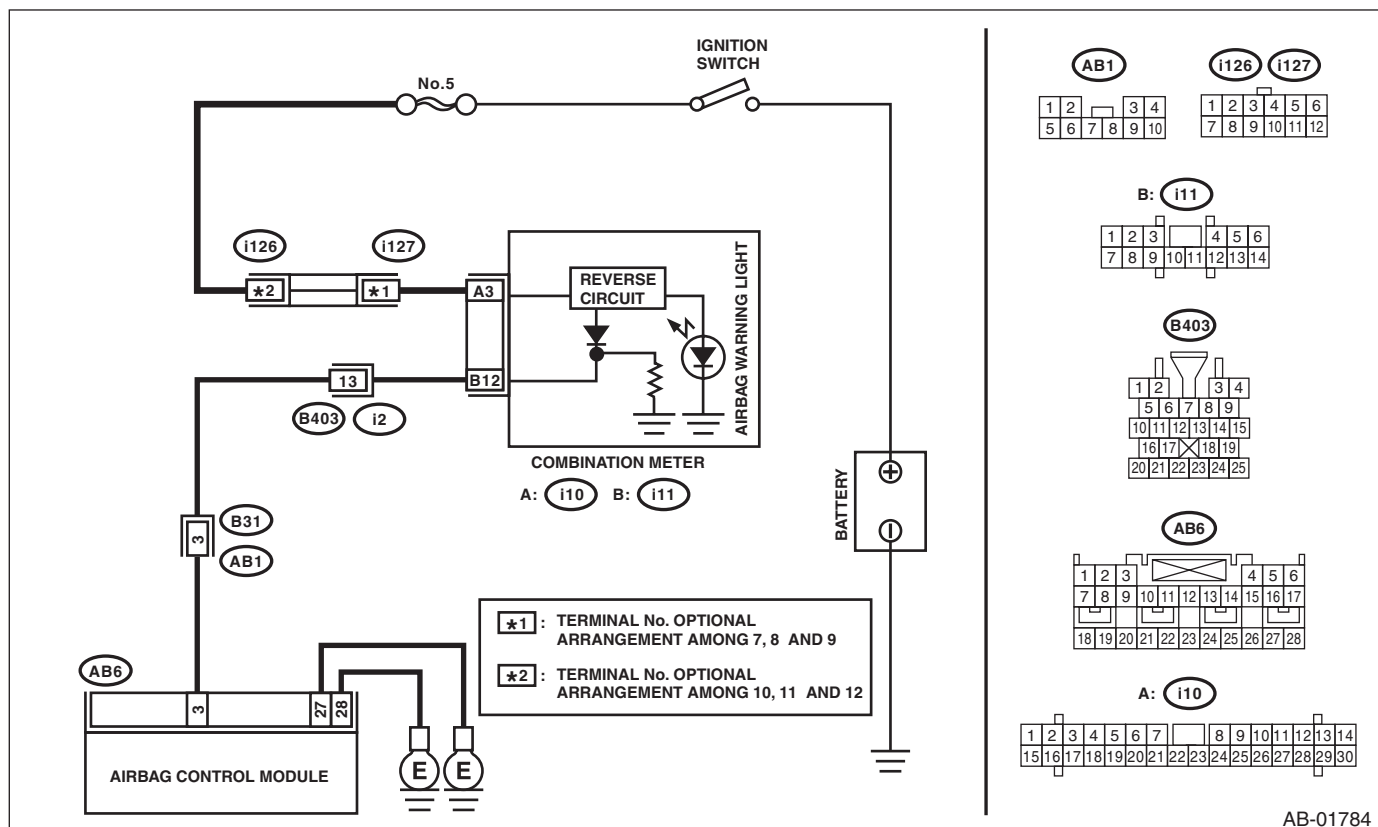 IGNITION
SWITCH
No.5
i126
i127
*2
*1
A3
REVERSE
CIRCUIT
AIRBAG WARNING LIGHT
13
B12
B403
i2
COMBINATION METER
A: i10 B: i11
BATTERY
B31
3
AB1
*1 : TERMINAL No. OPTIONAL
ARRANGEMENT AMONG 7, 8 AND 9
*2 : TERMINAL No. OPTIONAL
ARRANGEMENT AMONG 10, 11 AND 12
AB6
3
27
28
AIRBAG CONTROL MODULE
E
E
AB1
1 2 3 4
5 6 7 8 9 10
i126 i127
1 2 3 4 5 6
7 8 9 10 11 12
B: i11
1 2 3 4 5 6
7 8 9 10 11 12 13 14
B403
1 2 3 4
5 6 7 8 9
10 11 12 13 14 15
16 17 18 19
20 21 22 23 24 25
AB6
1 2 3 4 5 6
7 8 9 10 11 12 13 14 15 16 17
18 19 20 21 22 23 24 25 26 27 28
A: i10
1 2 3 4 5 6 7 8 9 10 11 12 13 14
15 16 17 18 19 20 21 22 23 24 25 26 27 28 29 30
AB-01784